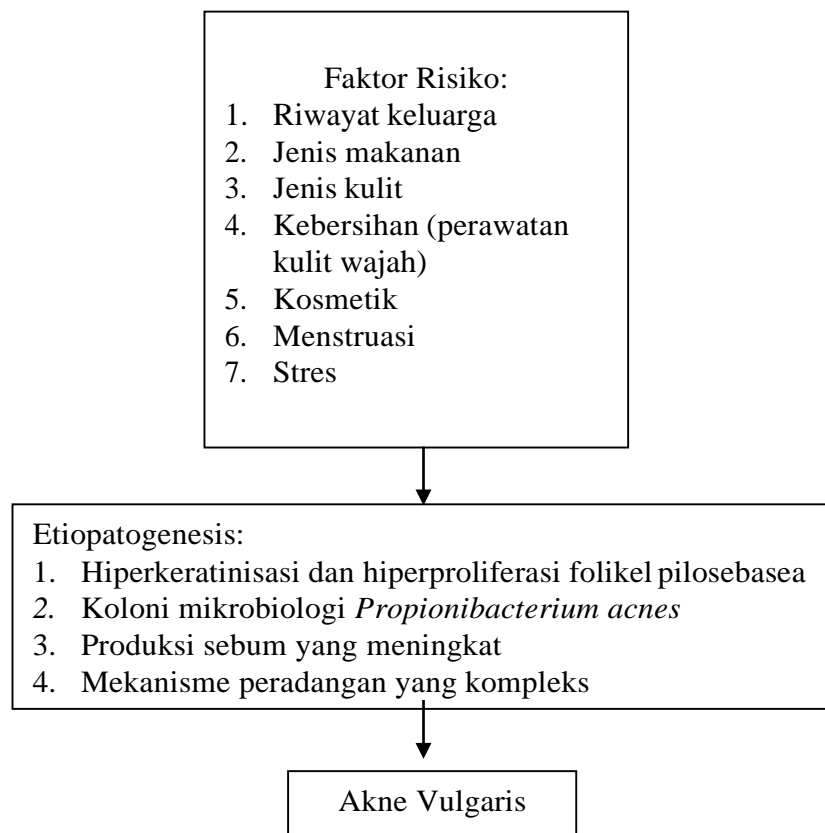 Faktor Risiko:
1. Riwayat keluarga
2. Jenis makanan
3. Jenis kulit
4. Kebersihan (perawatan
kulit wajah)
5. Kosmetik
6. Menstruasi
7. Stres
Etiopatogenesis:
1. Hiperkeratinisasi dan hiperproliferasi folikel pilosebasea
2. Koloni mikrobiologi Propionibacterium acnes
3. Produksi sebum yang meningkat
4. Mekanisme peradangan yang kompleks
Akne Vulgaris